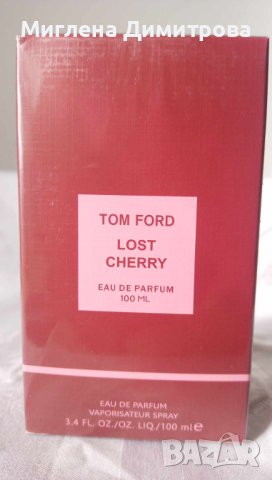 Миглена Димитрова
TOM FORD
LOST
CHERRY
EAU DE PARFUM
100 ML
EAU DE PARFUM
VAPORISATEUR SPRAY
3.4 FL. OZ./OZ. LIQ./100 ml℮
bazar